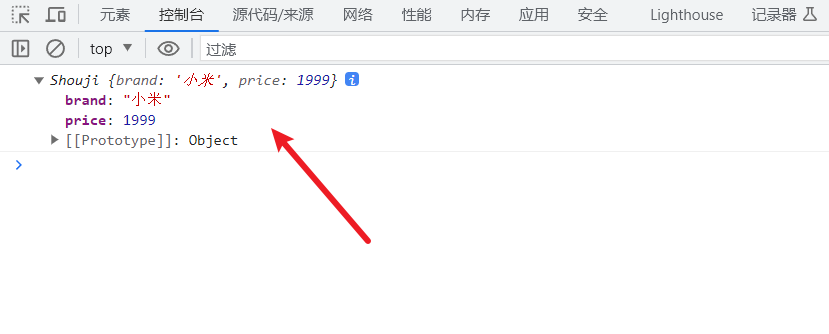 元素 控制台 源代码/来源 网络 性能 内存 应用 安全 Lighthouse 记录器
top 过滤
Shouji {brand: '小米', price: 1999} i
brand: "小米"
price: 1999
[[Prototype]]: Object